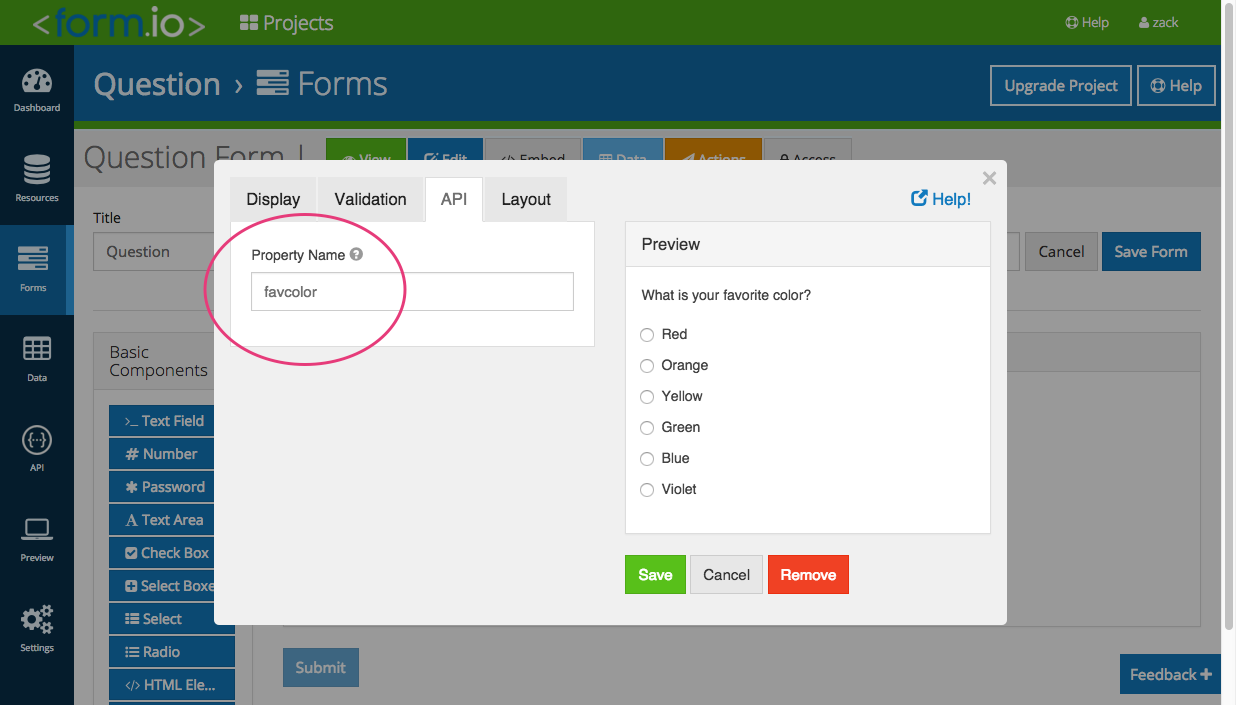 <form.io>
Projects
Help
zack
Dashboard
Resources
Forms
Data
API
Preview
Settings
Question › Forms
Upgrade Project
Help
Question Form
View
Edit
</> Embed
Data
Actions
Access
Title
Question
Cancel
Save Form
Basic
Components
>_ Text Field
# Number
✱ Password
A Text Area
Check Box
Select Boxe
Select
Radio
</> HTML Ele...
Display
Validation
API
Layout
Help!
×
Property Name ?
favcolor
Preview
What is your favorite color?
Red
Orange
Yellow
Green
Blue
Violet
Save
Cancel
Remove
Submit
Feedback +